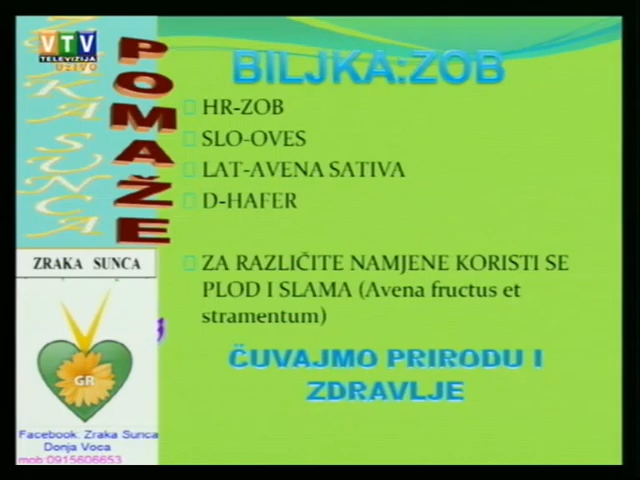 VTV
TELEVIZIJA
UŽIVO
ZRAKA SUNCA
POMAŽE
BILJKA:ZOB
HR-ZOB
SLO-OVES
LAT-AVENA SATIVA
D-HAFER
ZA RAZLIČITE NAMJENE KORISTI SE
PLOD I SLAMA (Avena fructus et
stramentum)
ČUVAJMO PRIRODU I
ZDRAVLJE
ZRAKA SUNCA
GR
Facebook: Zraka Sunca
Donja Voca
mob:0915606653